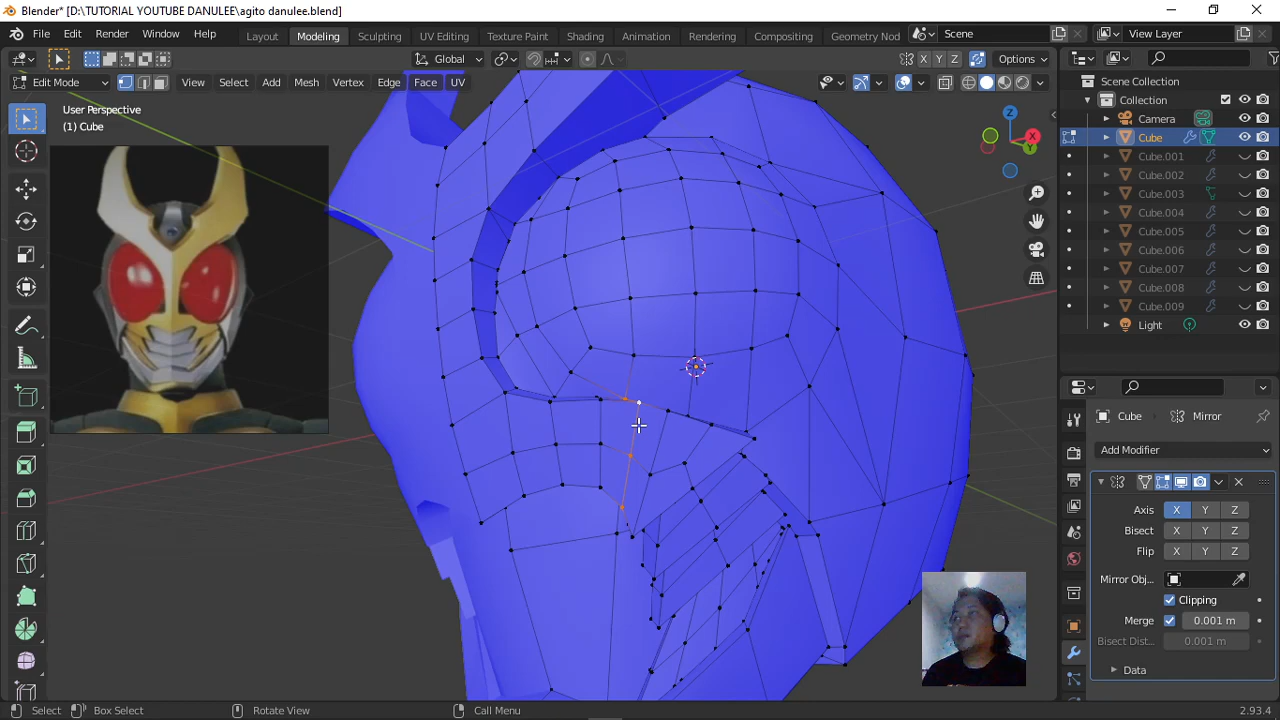 Blender* [D:\TUTORIAL YOUTUBE DANULEE\agito danulee.blend]
File Edit Render Window Help Layout Modeling Sculpting UV Editing Texture Paint Shading Animation Rendering Compositing Geometry Nod Scene View Layer
Global X Y Z Options
Edit Mode View Select Add Mesh Vertex Edge Face UV
User Perspective
(1) Cube
Z
X
Y
Scene Collection
Collection
Camera
Cube
Cube.001
Cube.002
Cube.003
Cube.004
Cube.005
Cube.006
Cube.007
Cube.008
Cube.009
Light
Cube Mirror
Add Modifier
Axis X Y Z
Bisect X Y Z
Flip X Y Z
Mirror Obj...
Clipping
Merge 0.001 m
Bisect Dist... 0.001 m
Data
Select Box Select Rotate View Call Menu 2.93.4